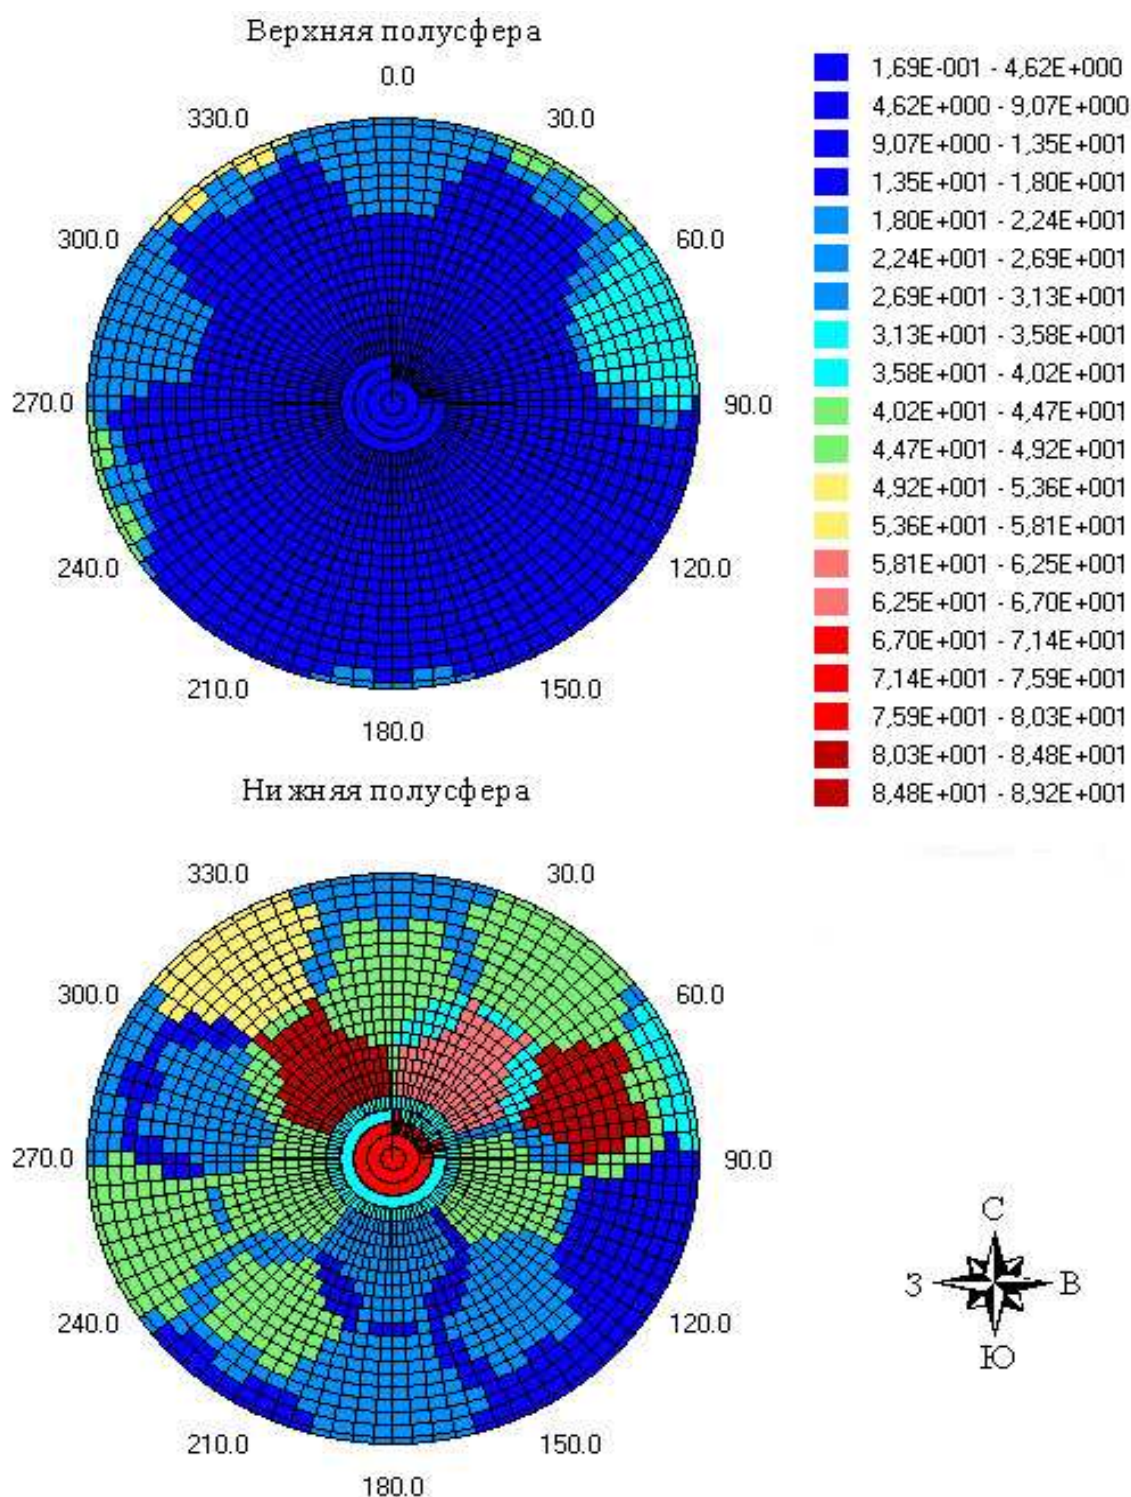 Верхняя полусфера
0.0
330.0
30.0
300.0
60.0
270.0
90.0
240.0
120.0
210.0
150.0
180.0
1,69E-001 - 4,62E+000
4,62E+000 - 9,07E+000
9,07E+000 - 1,35E+001
1,35E+001 - 1,80E+001
1,80E+001 - 2,24E+001
2,24E+001 - 2,69E+001
2,69E+001 - 3,13E+001
3,13E+001 - 3,58E+001
3,58E+001 - 4,02E+001
4,02E+001 - 4,47E+001
4,47E+001 - 4,92E+001
4,92E+001 - 5,36E+001
5,36E+001 - 5,81E+001
5,81E+001 - 6,25E+001
6,25E+001 - 6,70E+001
6,70E+001 - 7,14E+001
7,14E+001 - 7,59E+001
7,59E+001 - 8,03E+001
8,03E+001 - 8,48E+001
8,48E+001 - 8,92E+001
Нижняя полусфера
330.0
30.0
300.0
60.0
270.0
90.0
240.0
120.0
210.0
150.0
180.0
С
З
В
Ю